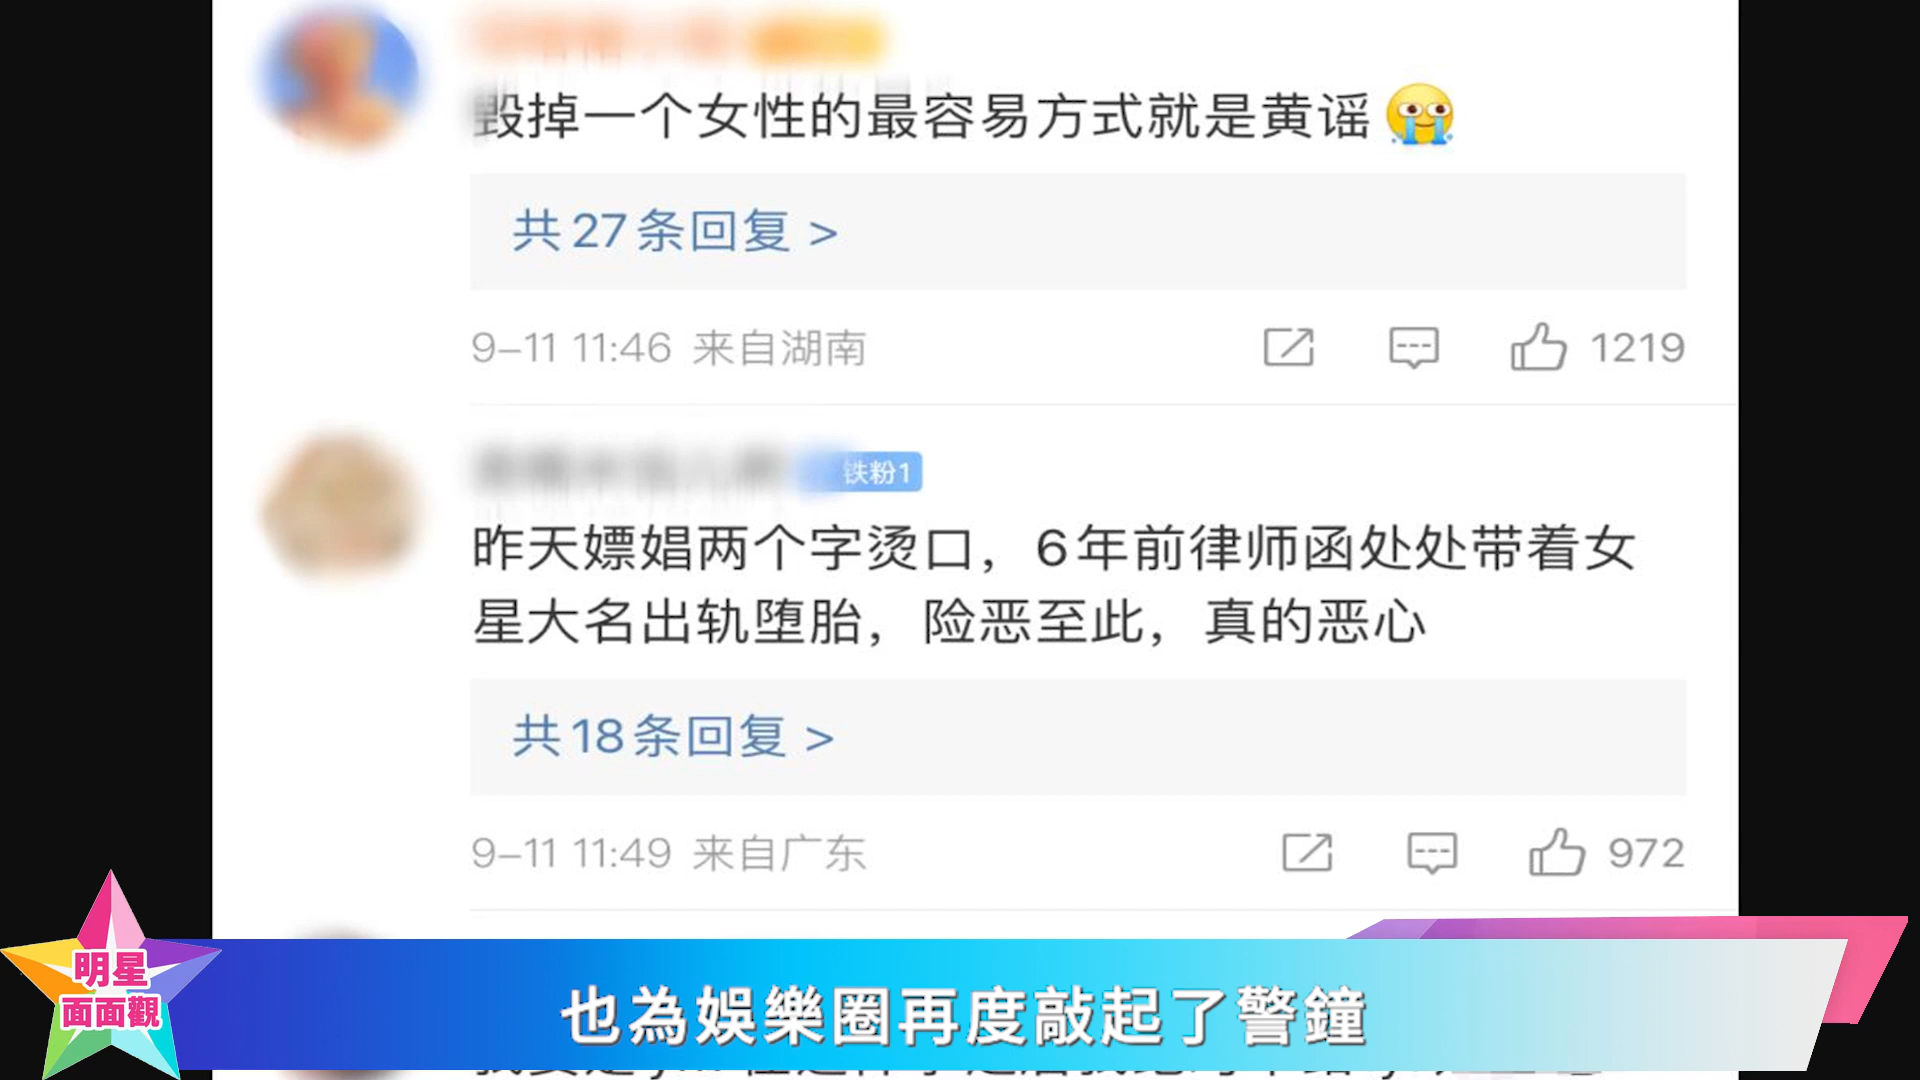 毁掉一个女性的最容易方式就是黄谣
共27条回复 >
9-11 11:46 来自湖南
1219
铁粉1
昨天嫖娼两个字烫口，6年前律师函处处带着女
星大名出轨堕胎，险恶至此，真的恶心
共18条回复 >
9-11 11:49 来自广东
972
明星
面面觀
也為娛樂圈再度敲起了警鐘